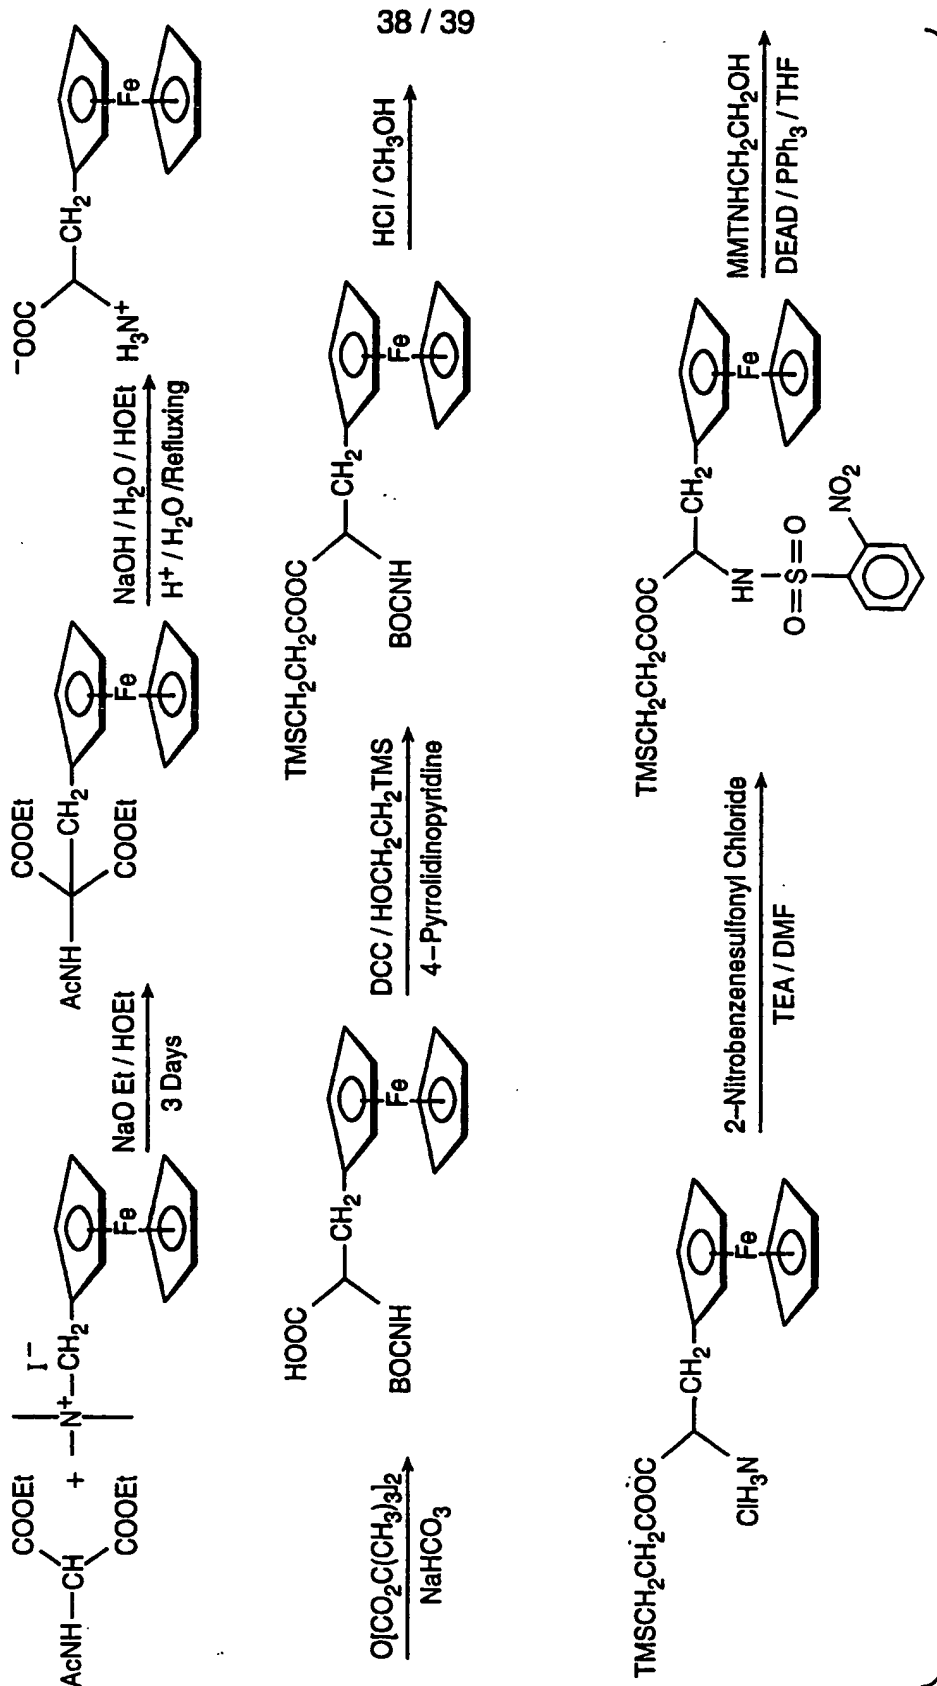 38 / 39
COOEt
AcNH—CH
COOEt
+
—N+—CH2
I−
Fe
NaO Et / HOEt
3 Days
COOEt
AcNH
CH2
COOEt
Fe
NaOH / H2O / HOEt
H+ / H2O /Refluxing
−OOC
CH2
H3N+
Fe
O[CO2C(CH3)3]2
NaHCO3
HOOC
CH2
BOCNH
Fe
DCC / HOCH2CH2TMS
4–Pyrrolidinopyridine
TMSCH2CH2COOC
CH2
BOCNH
Fe
HCl / CH3OH
TMSCH2CH2COOC
CH2
ClH3N
Fe
2–Nitrobenzenesulfonyl Chloride
TEA / DMF
TMSCH2CH2COOC
CH2
HN
O=S=O
NO2
Fe
MMTNHCH2CH2OH
DEAD / PPh3 / THF